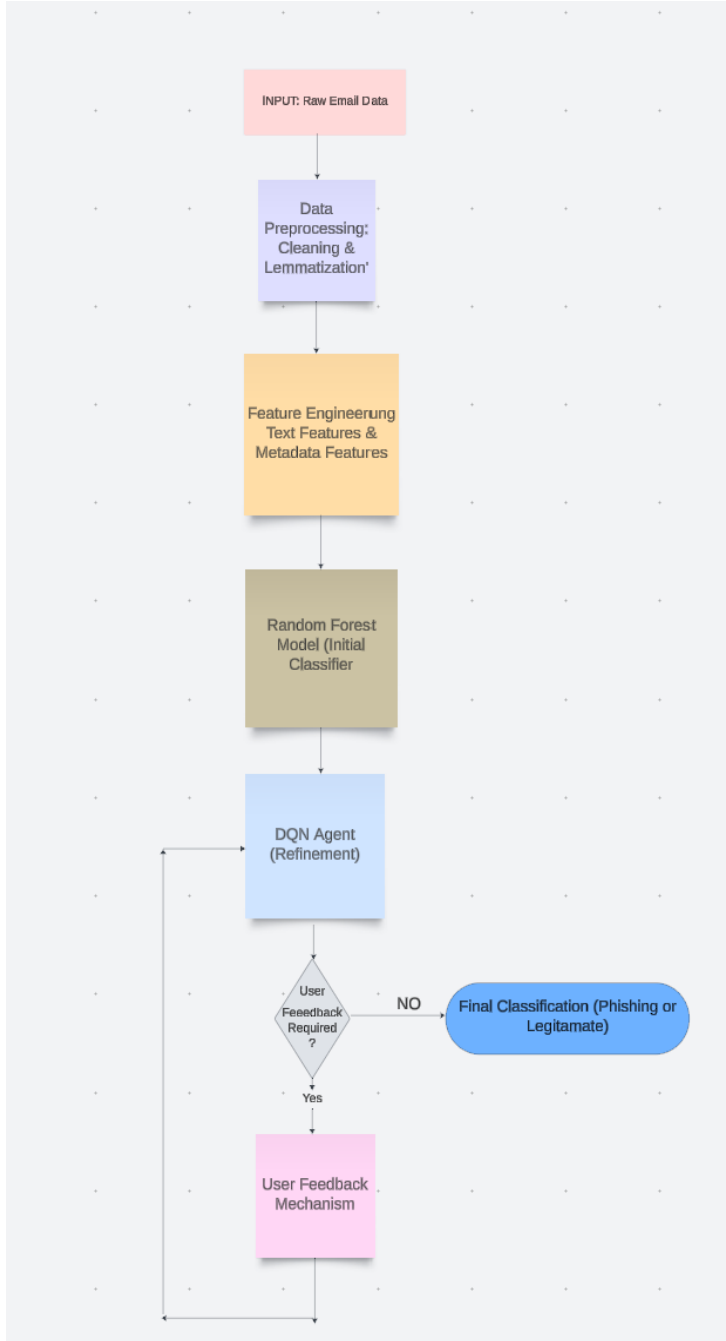 INPUT: Raw Email Data
Data
Preprocessing:
Cleaning &
Lemmatization'
Feature Engineerung
Text Features &
Metadata Features
Random Forest
Model (Initial
Classifier
DQN Agent
(Refinement)
User
Feeedback
Required
?
NO
Final Classification (Phishing or
Legitamate)
Yes
User Feedback
Mechanism